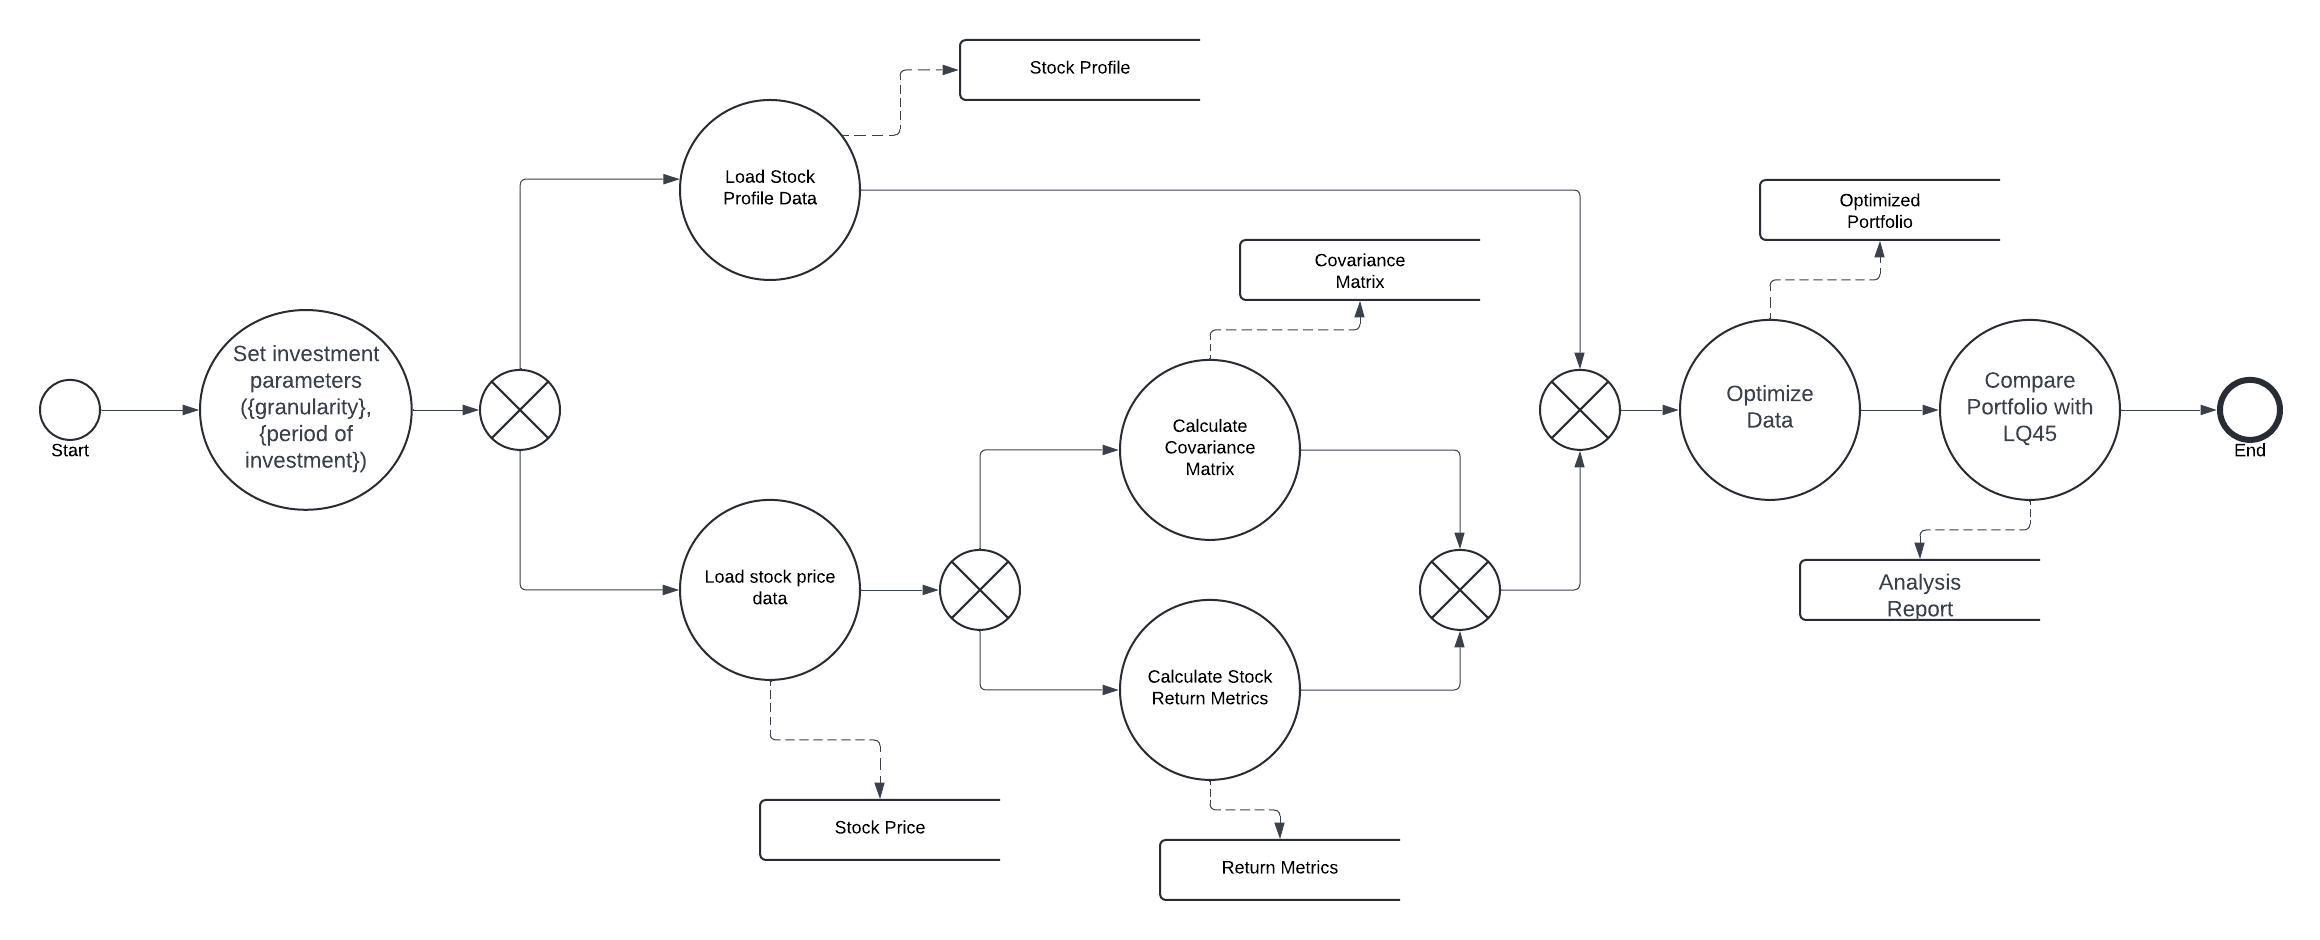 Stock Profile
Load Stock
Profile Data
Optimized
Portfolio
Covariance
Matrix
Set investment
parameters
({granularity},
{period of
investment})
Start
Calculate
Covariance
Matrix
Optimize
Data
Compare
Portfolio with
LQ45
End
Load stock price
data
Analysis
Report
Calculate Stock
Return Metrics
Stock Price
Return Metrics